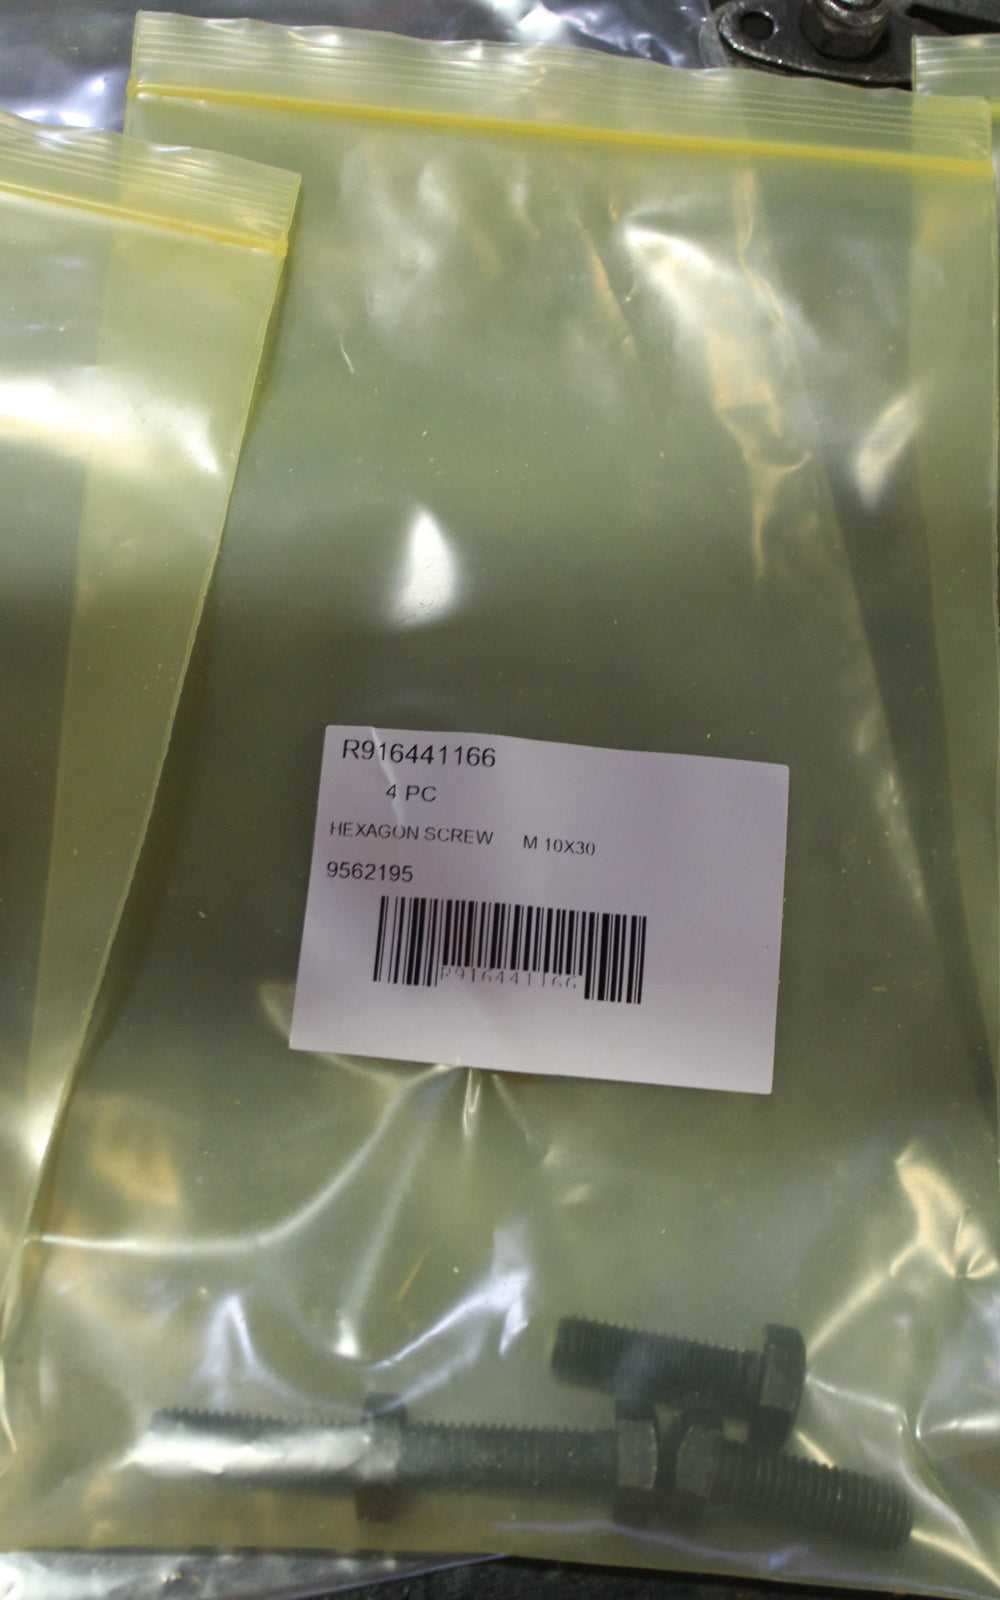 R916441166
4 PC
HEXAGON SCREW M 10X30
9562195
R916441166